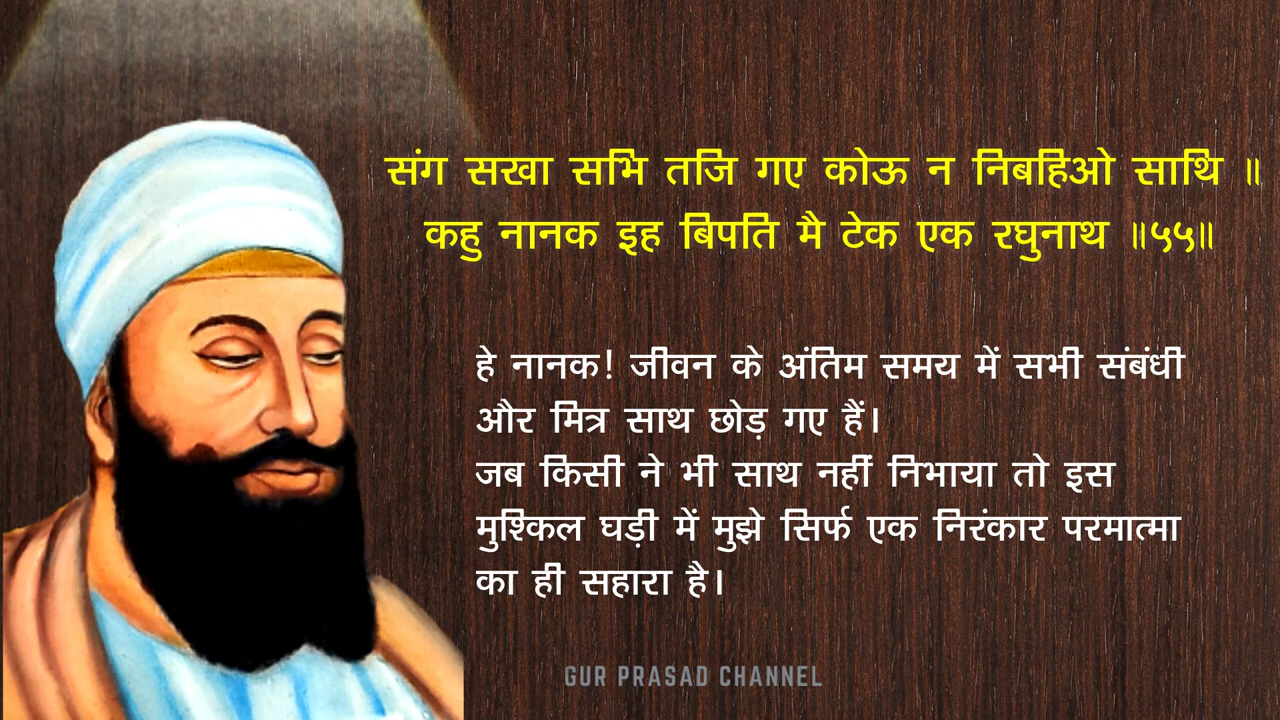 संग सखा सभि तजि गए कोऊ न निबहिओ साथि ॥
कहु नानक इह बिपति मै टेक एक रघुनाथ ॥५५॥
हे नानक! जीवन के अंतिम समय में सभी संबंधी
और मित्र साथ छोड़ गए हैं।
जब किसी ने भी साथ नहीं निभाया तो इस
मुश्किल घड़ी में मुझे सिर्फ एक निरंकार परमात्मा
का ही सहारा है।
GUR PRASAD CHANNEL